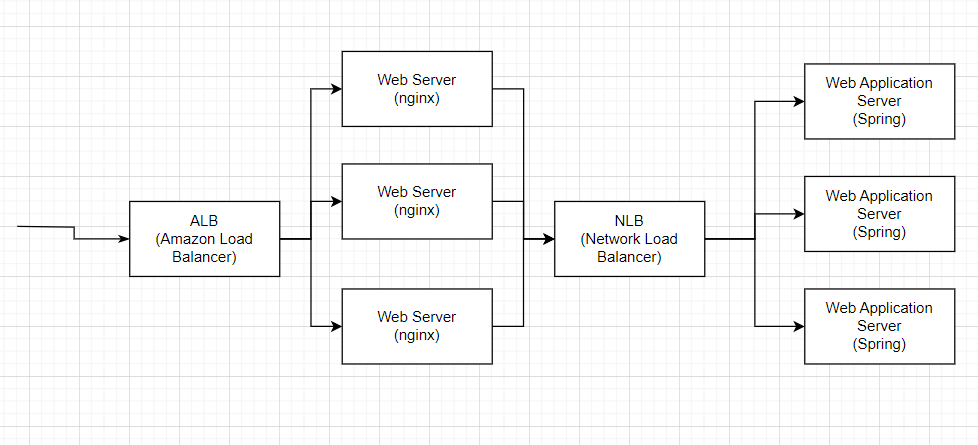 ALB
(Amazon Load
Balancer)
Web Server
(nginx)
Web Server
(nginx)
Web Server
(nginx)
NLB
(Network Load
Balancer)
Web Application
Server
(Spring)
Web Application
Server
(Spring)
Web Application
Server
(Spring)